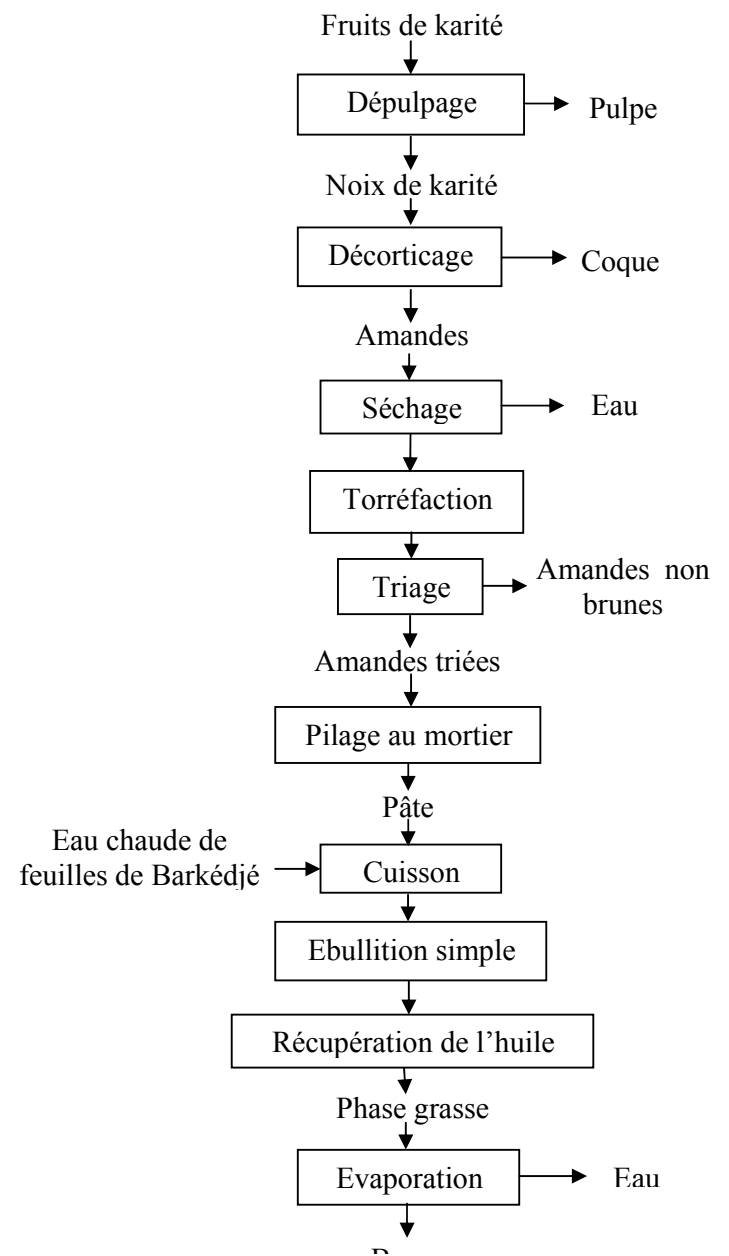 Fruits de karité
Dépulpage
Pulpe
Noix de karité
Décorticage
Coque
Amandes
Séchage
Eau
Torréfaction
Triage
Amandes non
brunes
Amandes triées
Pilage au mortier
Pâte
Eau chaude de
feuilles de Barkédjé
Cuisson
Ebullition simple
Récupération de l’huile
Phase grasse
Evaporation
Eau